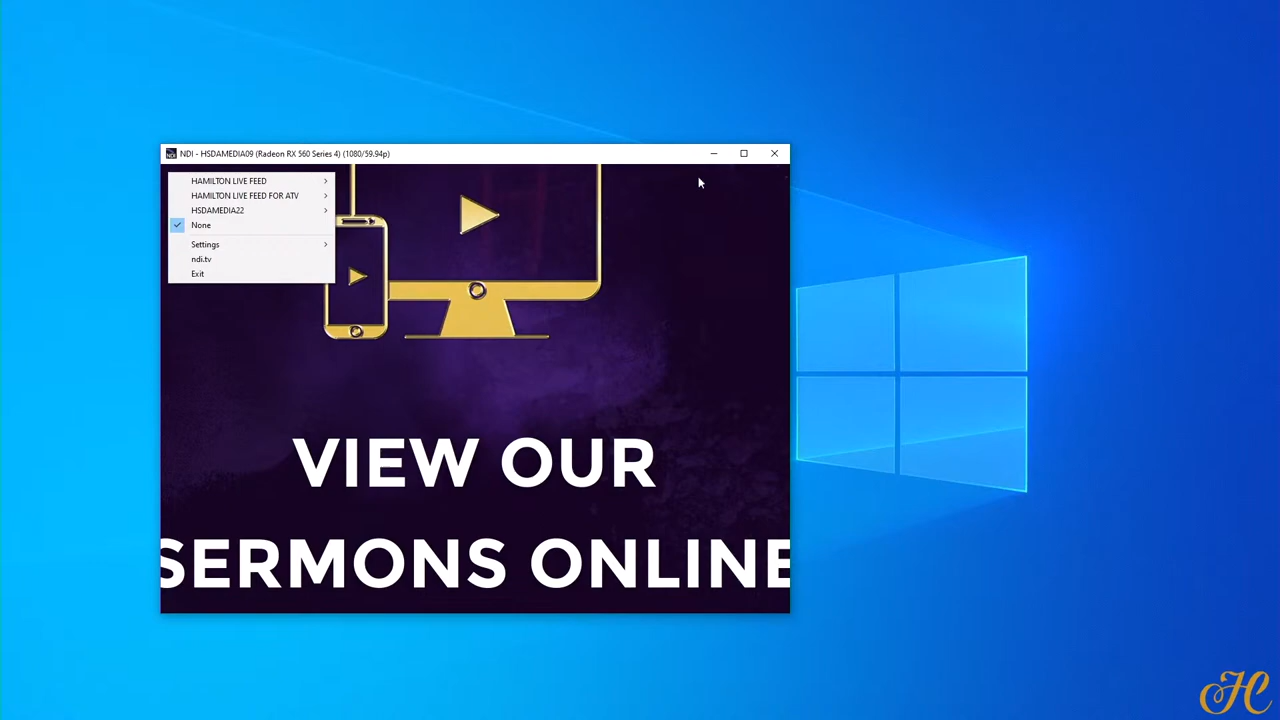 NDI - HSDAMEDIA09 (Radeon RX 560 Series 4) (1080/59.94p)
HAMILTON LIVE FEED
HAMILTON LIVE FEED FOR ATV
HSDAMEDIA22
None
Settings
ndi.tv
Exit
VIEW OUR
SERMONS ONLINE